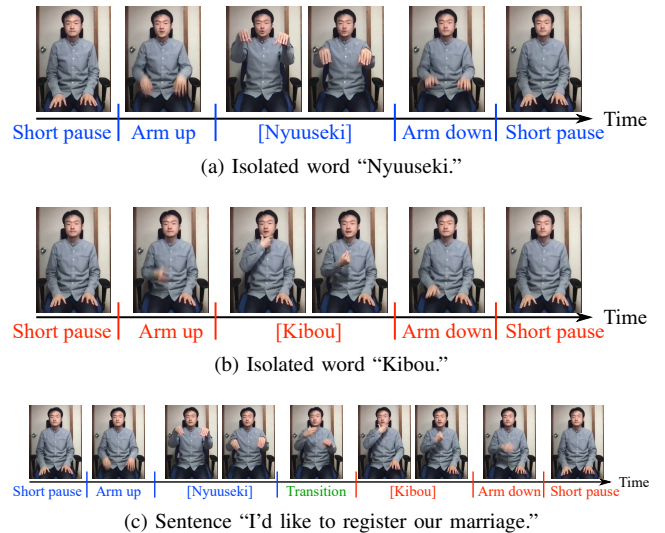 Time
Short pause Arm up [Nyuuseki] Arm down Short pause
(a) Isolated word “Nyuuseki.”
Time
Short pause Arm up [Kibou] Arm down Short pause
(b) Isolated word “Kibou.”
Time
Short pause Arm up [Nyuuseki] Transition [Kibou] Arm down Short pause
(c) Sentence “I’d like to register our marriage.”